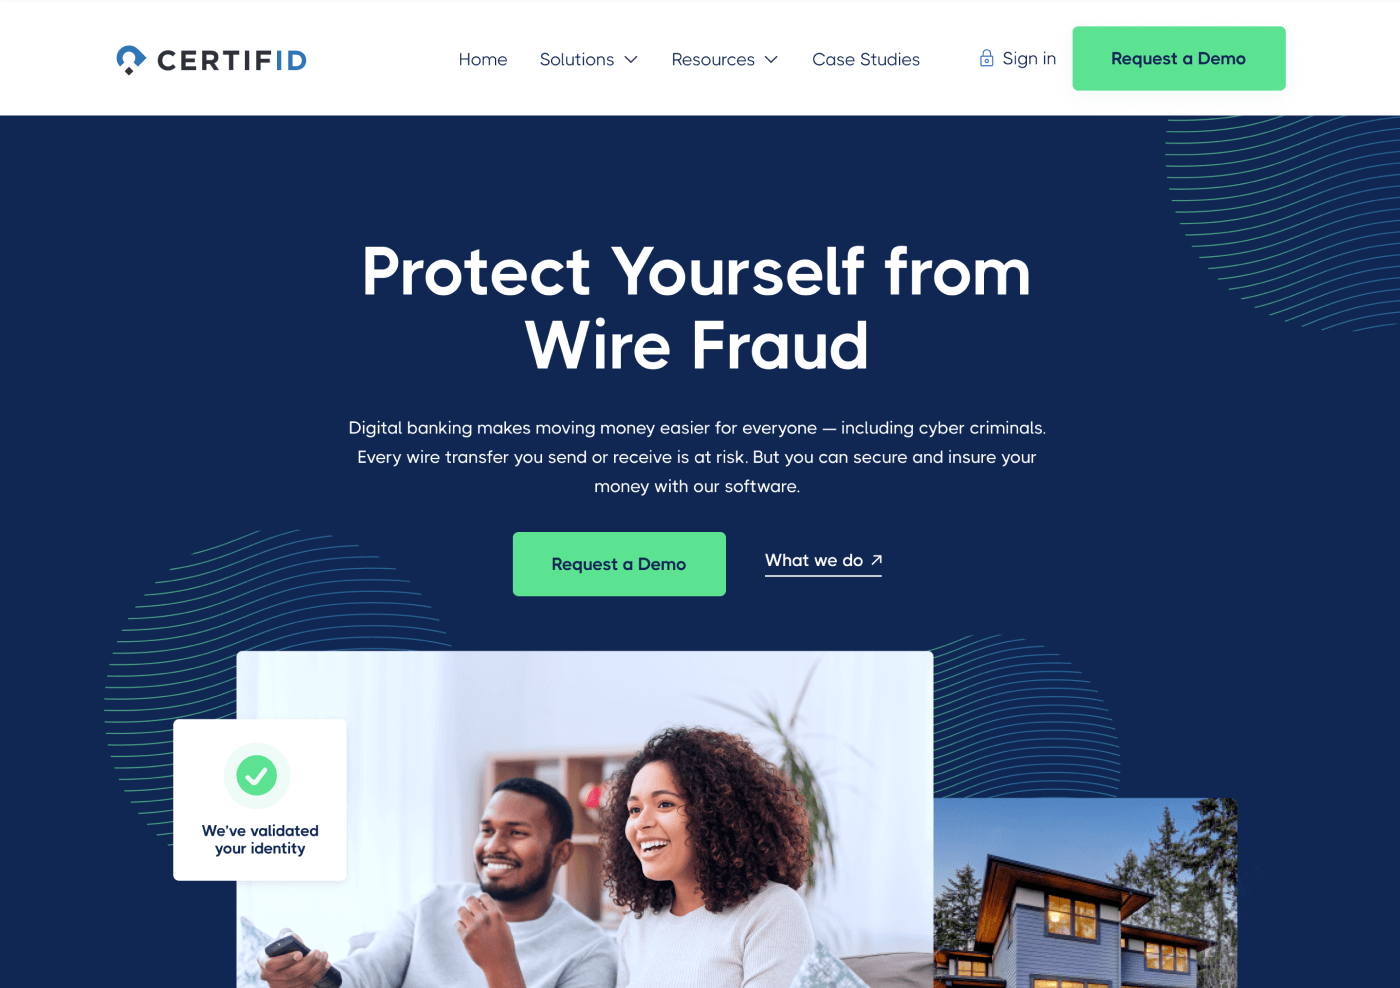 CERTIFID
Home
Solutions
Resources
Case Studies
Sign in
Request a Demo
Protect Yourself from
Wire Fraud
Digital banking makes moving money easier for everyone — including cyber criminals.
Every wire transfer you send or receive is at risk. But you can secure and insure your
money with our software.
Request a Demo
What we do
We've validated
your identity